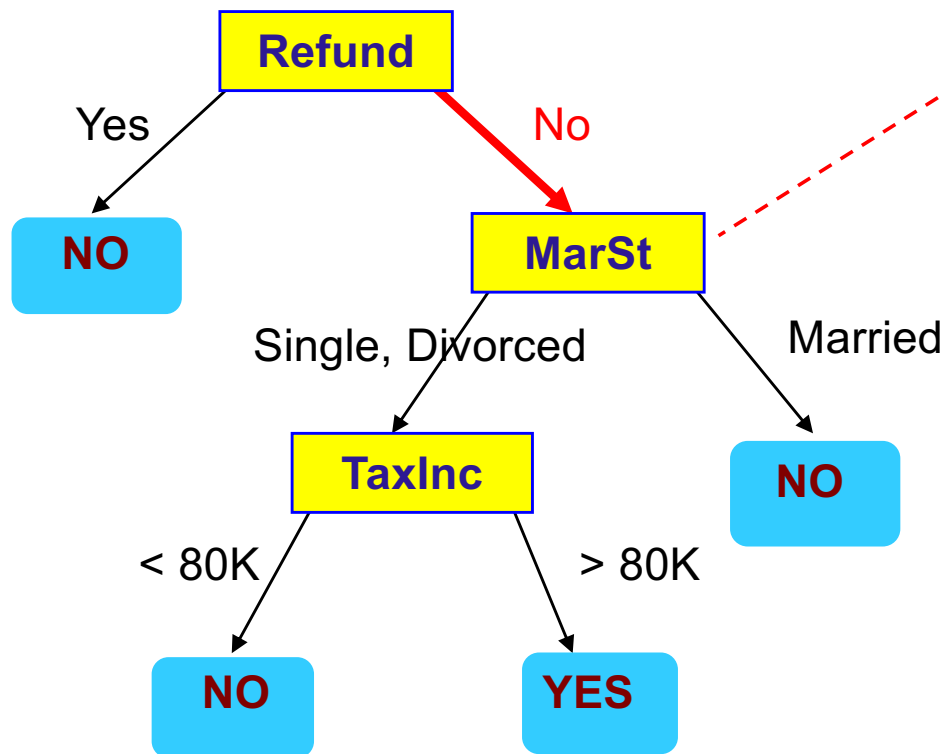 Refund
Yes
No
NO
MarSt
Single, Divorced
Married
TaxInc
NO
< 80K
> 80K
NO
YES